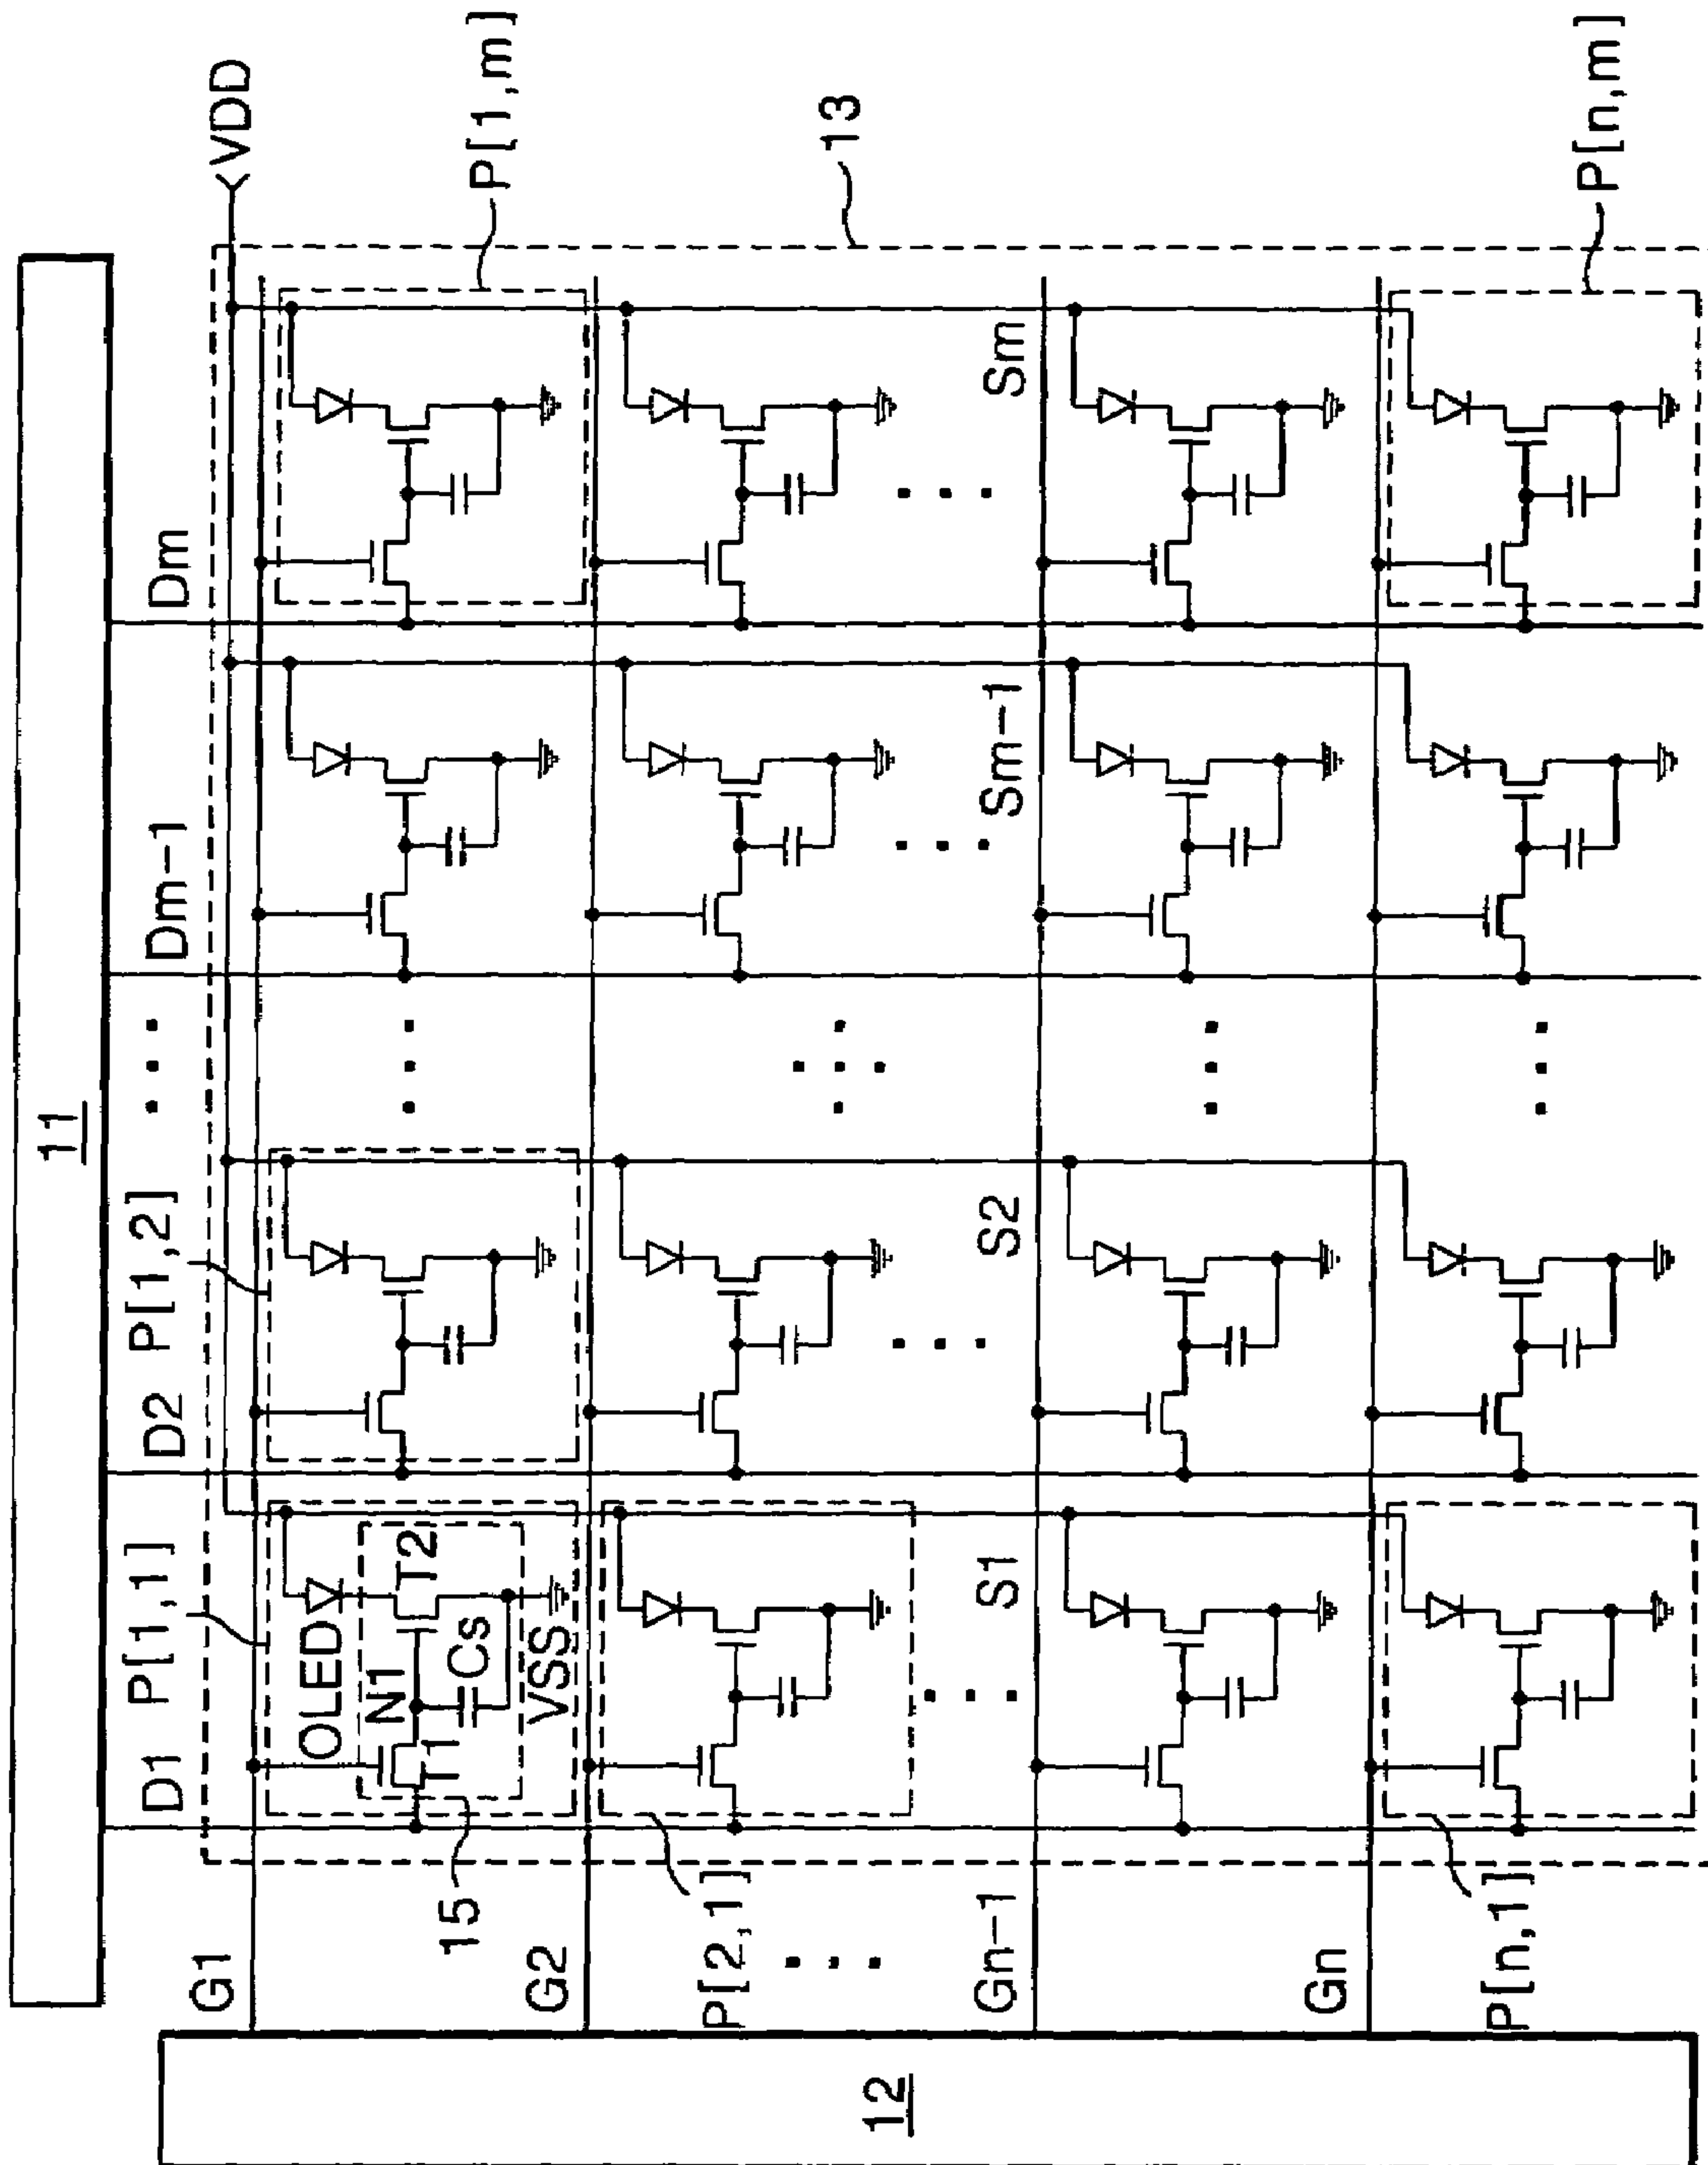 11
D1
P[1,1]
D2
P[1,2]
. . .
Dm-1
Dm
VDD
G1
OLED
N1
T1
T2
Cs
VSS
15
P[1,m]
G2
P[2,1]
13
. . .
S1
S2
Sm-1
Sm
Gn-1
Gn
P[n,1]
P[n,m]
12